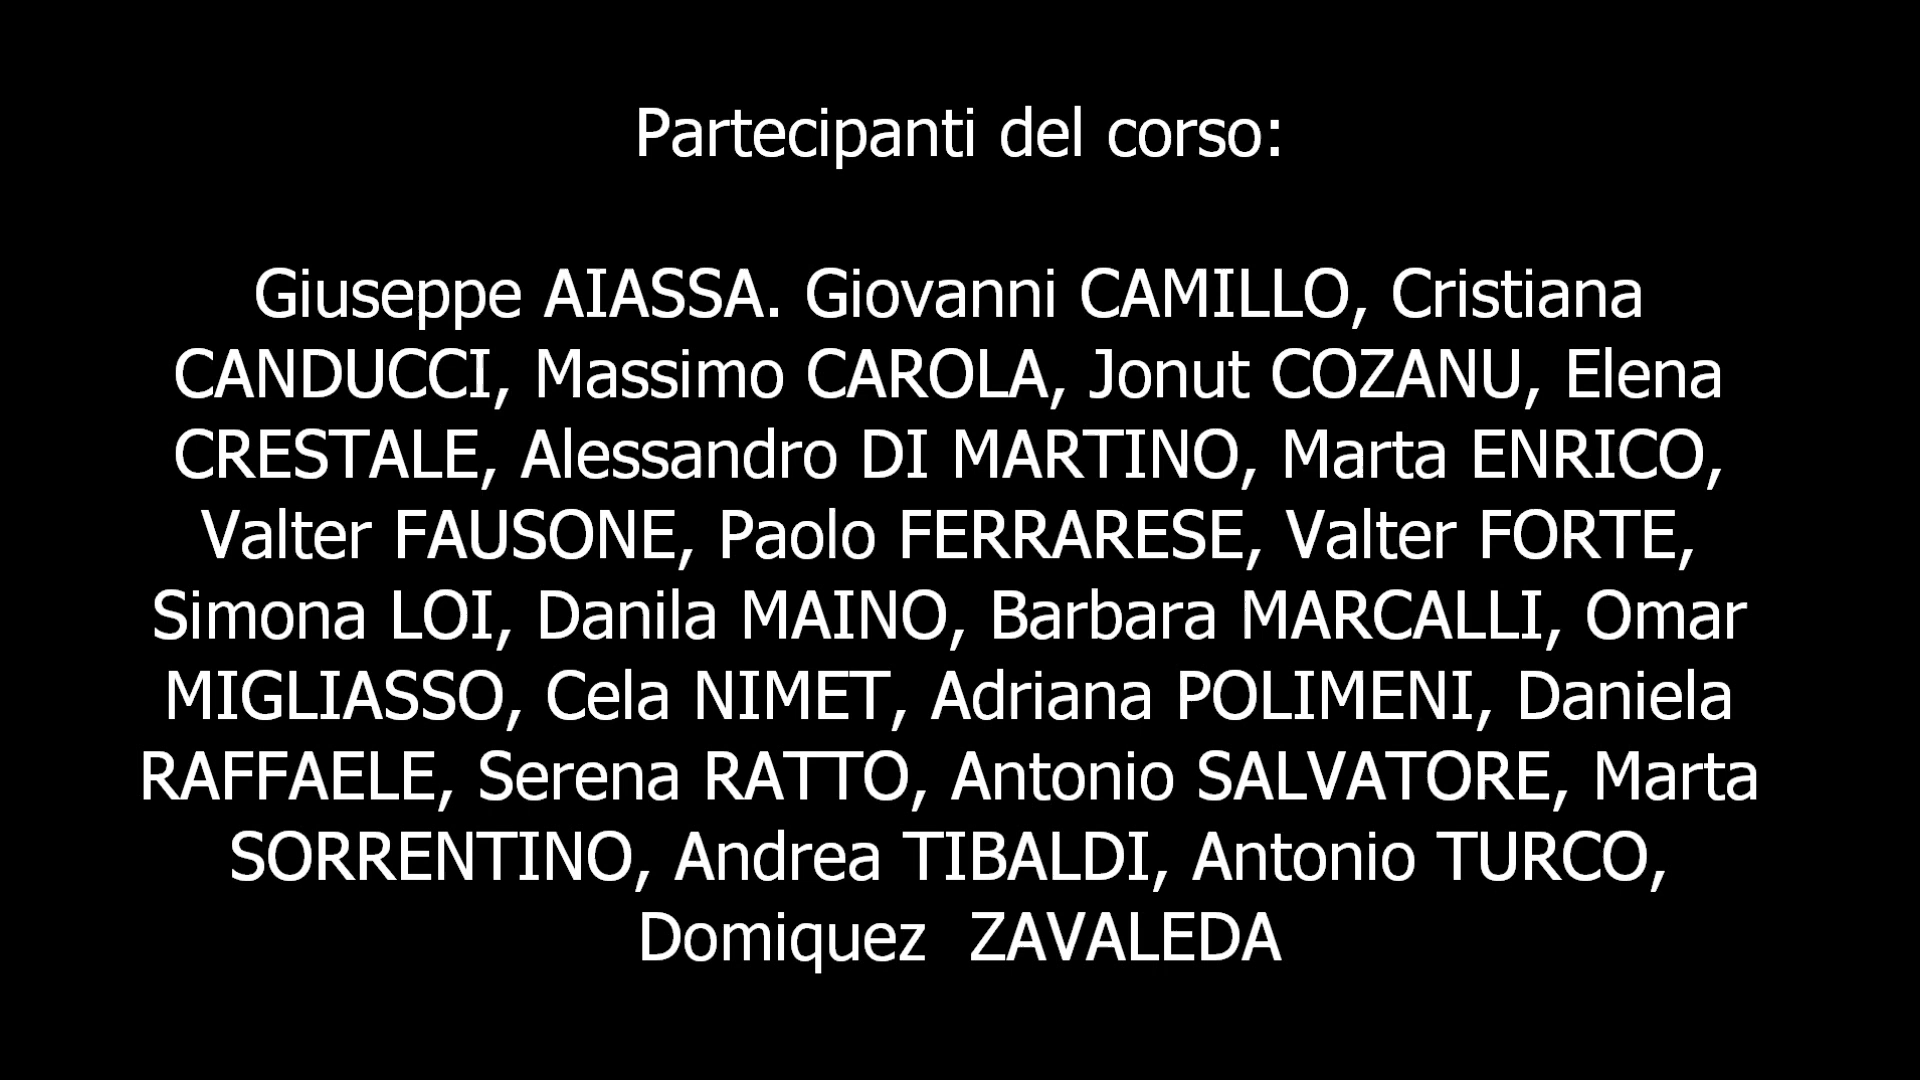 Partecipanti del corso:
Giuseppe AIASSA. Giovanni CAMILLO, Cristiana
CANDUCCI, Massimo CAROLA, Jonut COZANU, Elena
CRESTALE, Alessandro DI MARTINO, Marta ENRICO,
Valter FAUSONE, Paolo FERRARESE, Valter FORTE,
Simona LOI, Danila MAINO, Barbara MARCALLI, Omar
MIGLIASSO, Cela NIMET, Adriana POLIMENI, Daniela
RAFFAELE, Serena RATTO, Antonio SALVATORE, Marta
SORRENTINO, Andrea TIBALDI, Antonio TURCO,
Domiquez  ZAVALEDA